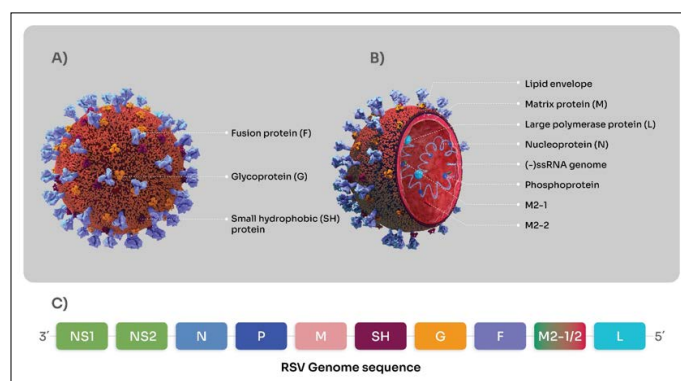 A)
Fusion protein (F)
Glycoprotein (G)
Small hydrophobic (SH)
protein
B)
Lipid envelope
Matrix protein (M)
Large polymerase protein (L)
Nucleoprotein (N)
(-)ssRNA genome
Phosphoprotein
M2-1
M2-2
C)
3′ NS1 NS2 N P M SH G F M2-1/2 L 5′
RSV Genome sequence